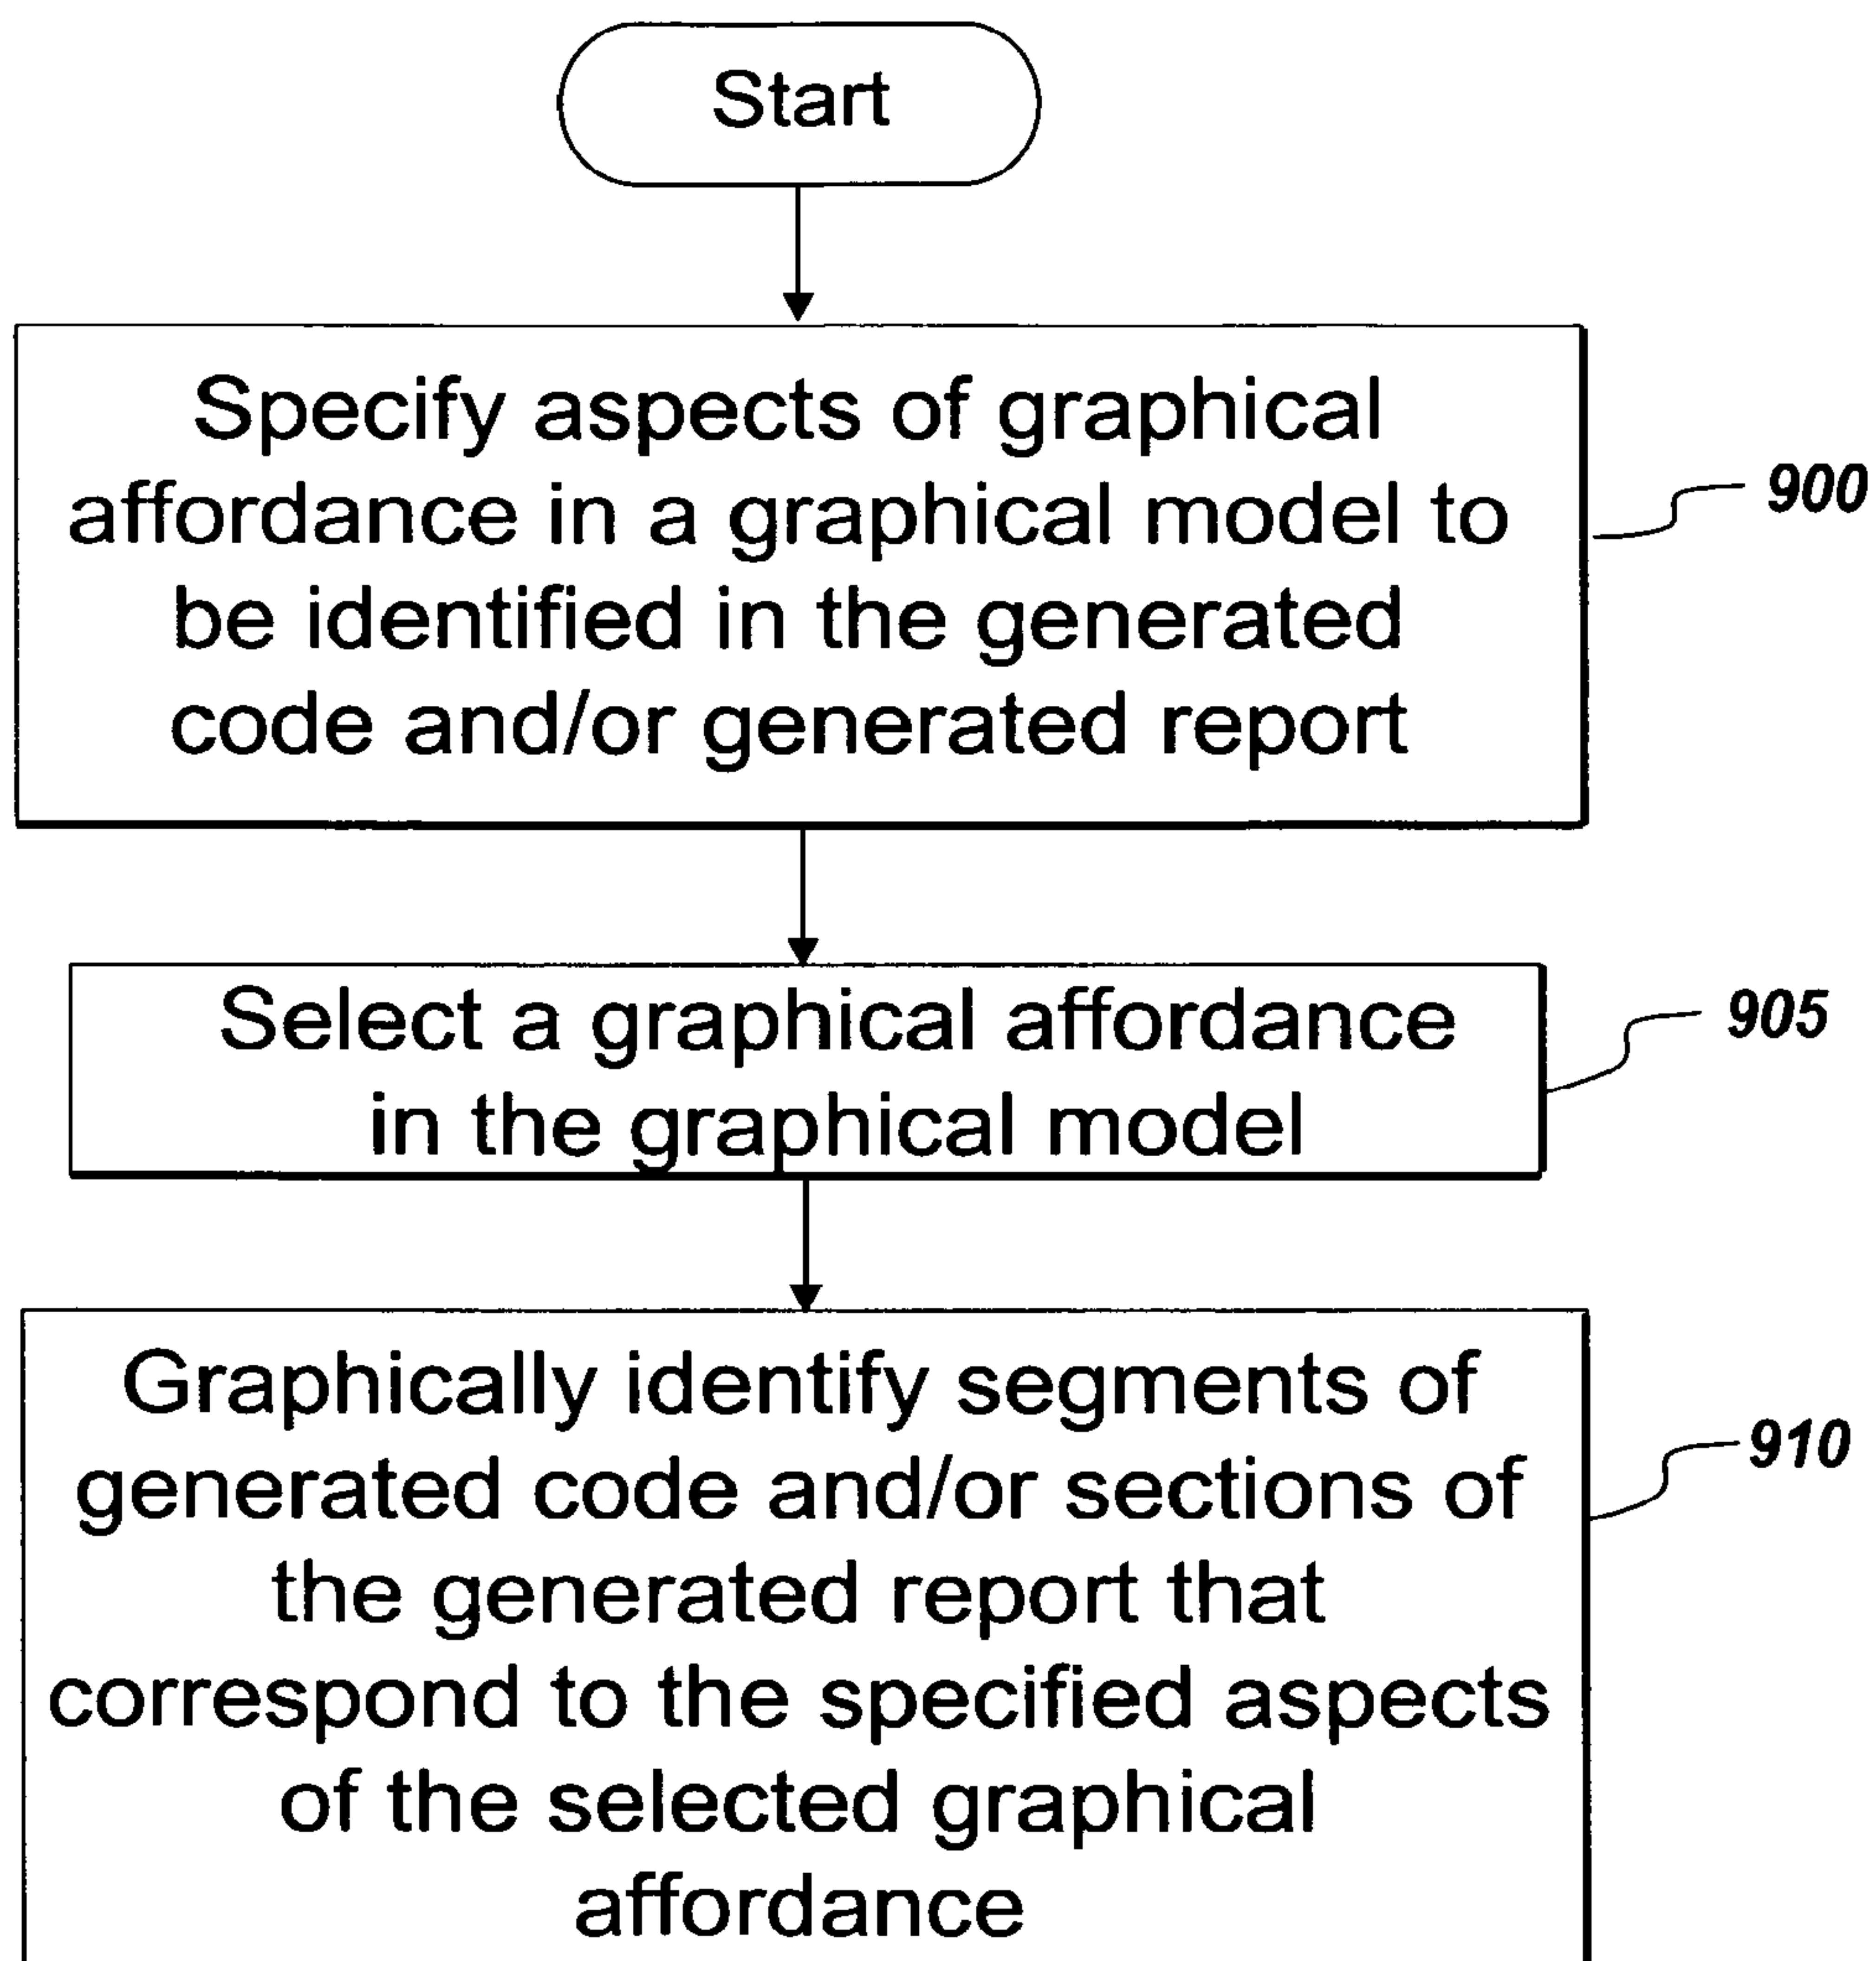 Start
Specify aspects of graphical
affordance in a graphical model to
be identified in the generated
code and/or generated report
900
Select a graphical affordance
in the graphical model
905
Graphically identify segments of
generated code and/or sections of
the generated report that
correspond to the specified aspects
of the selected graphical
affordance
910